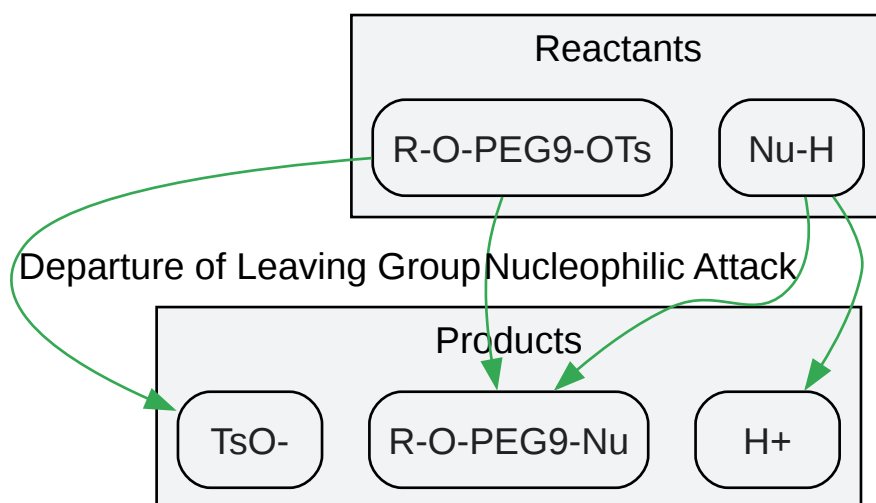 Reactants
R-O-PEG9-OTs
Nu-H
Departure of Leaving Group
Nucleophilic Attack
Products
TsO-
R-O-PEG9-Nu
H+